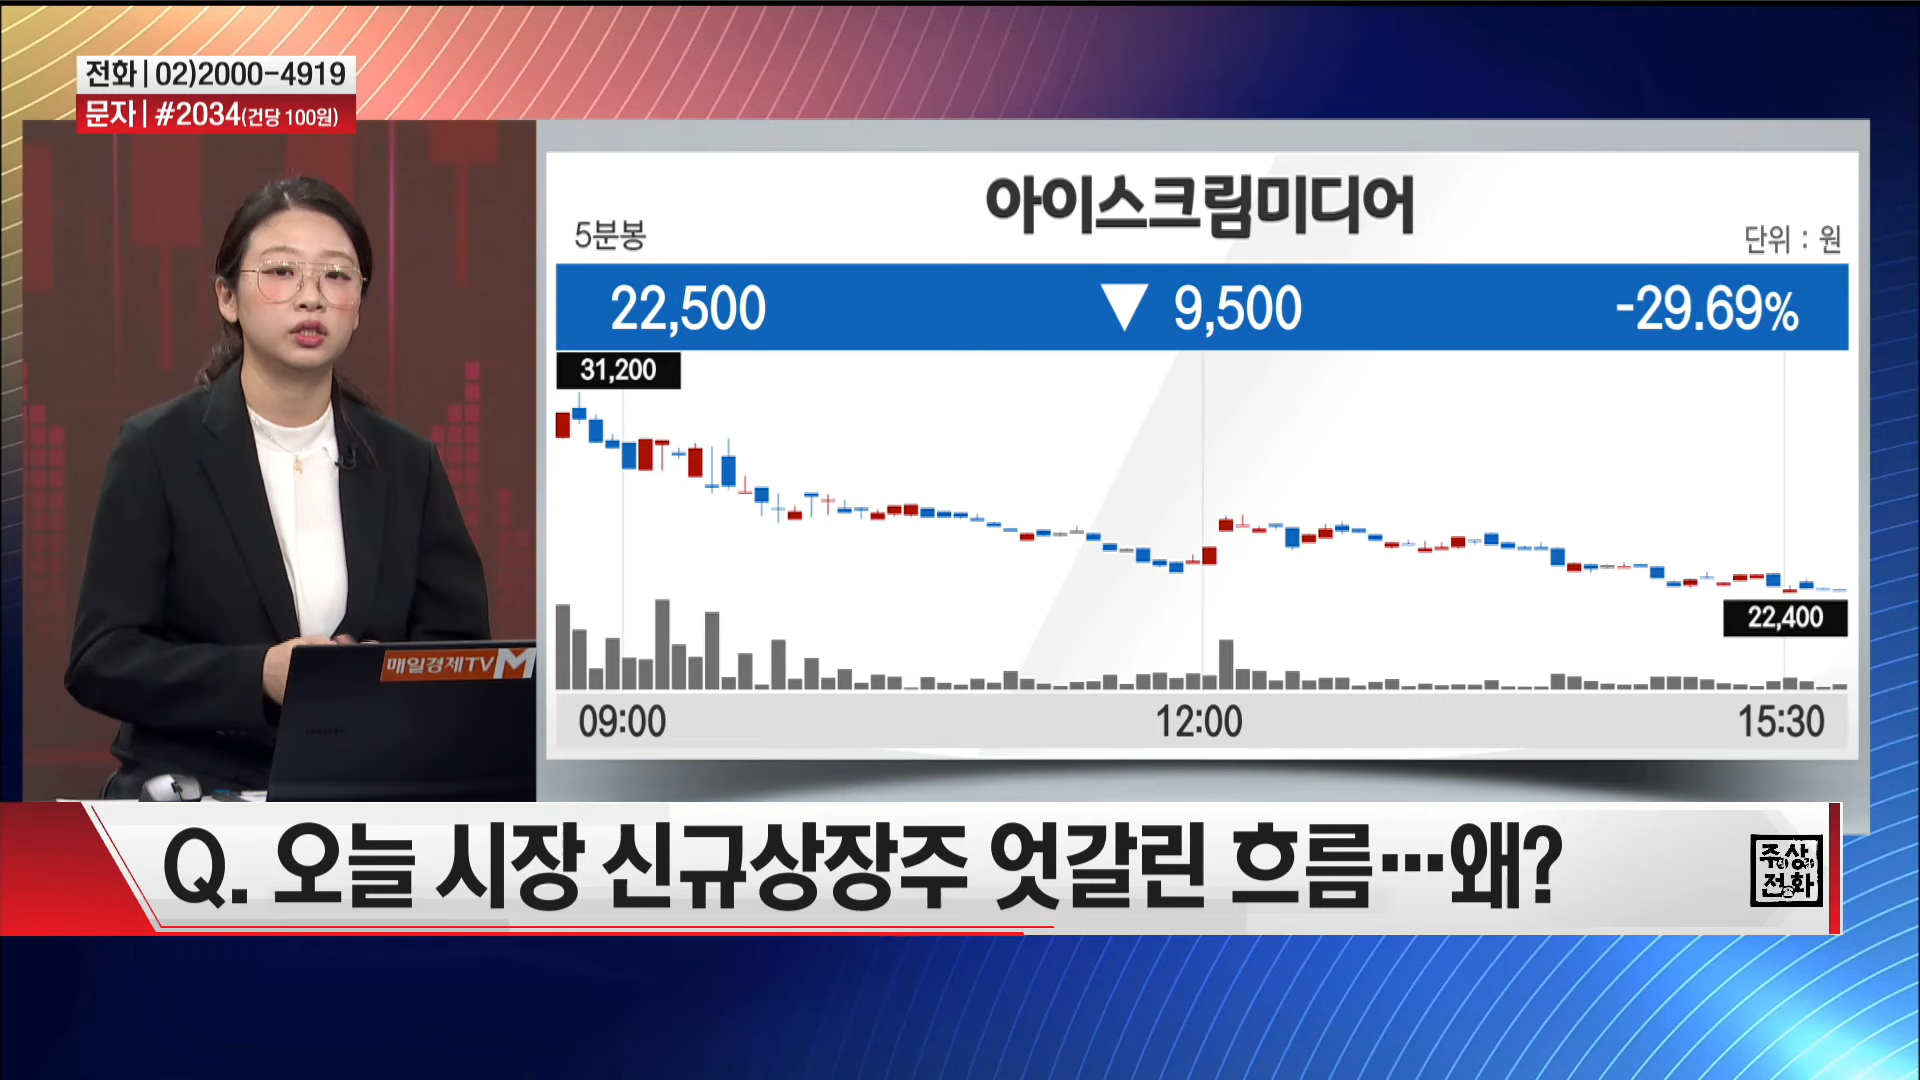 전화 | 02)2000-4919
문자 | #2034(건당 100원)
아이스크림미디어
5분봉
단위 : 원
22,500 ▼ 9,500 -29.69%
31,200
22,400
09:00 12:00 15:30
매일경제TV M
SAMSUNG
Q. 오늘 시장 신규상장주 엇갈린 흐름…왜?
주상
전화